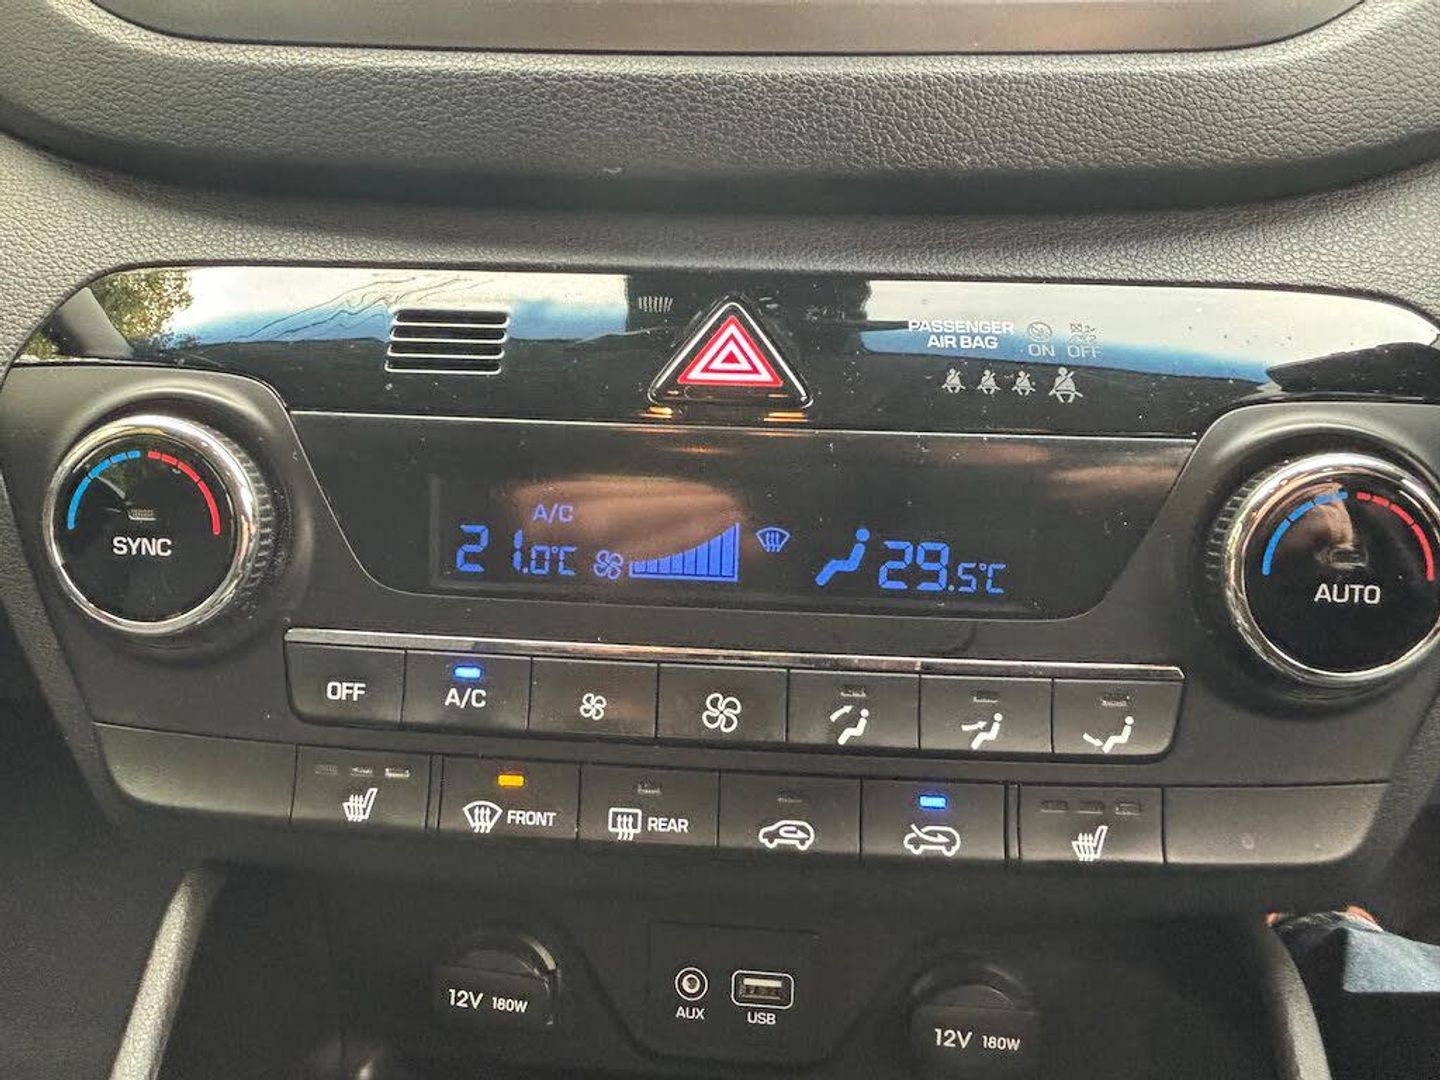 PASSENGER
AIR BAG
ON OFF
SYNC
A/C
21.0°C
29.5°C
AUTO
OFF
A/C
FRONT
REAR
12V 180W
AUX
USB
12V 180W